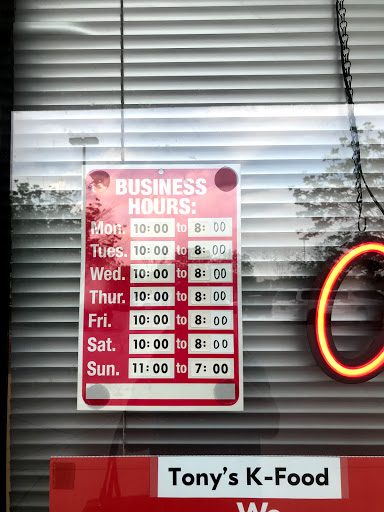 BUSINESS
HOURS:
Mon. 10:00 to 8:00
Tues. 10:00 to 8:00
Wed. 10:00 to 8:00
Thur. 10:00 to 8:00
Fri. 10:00 to 8:00
Sat. 10:00 to 8:00
Sun. 11:00 to 7:00
Tony's K-Food
We